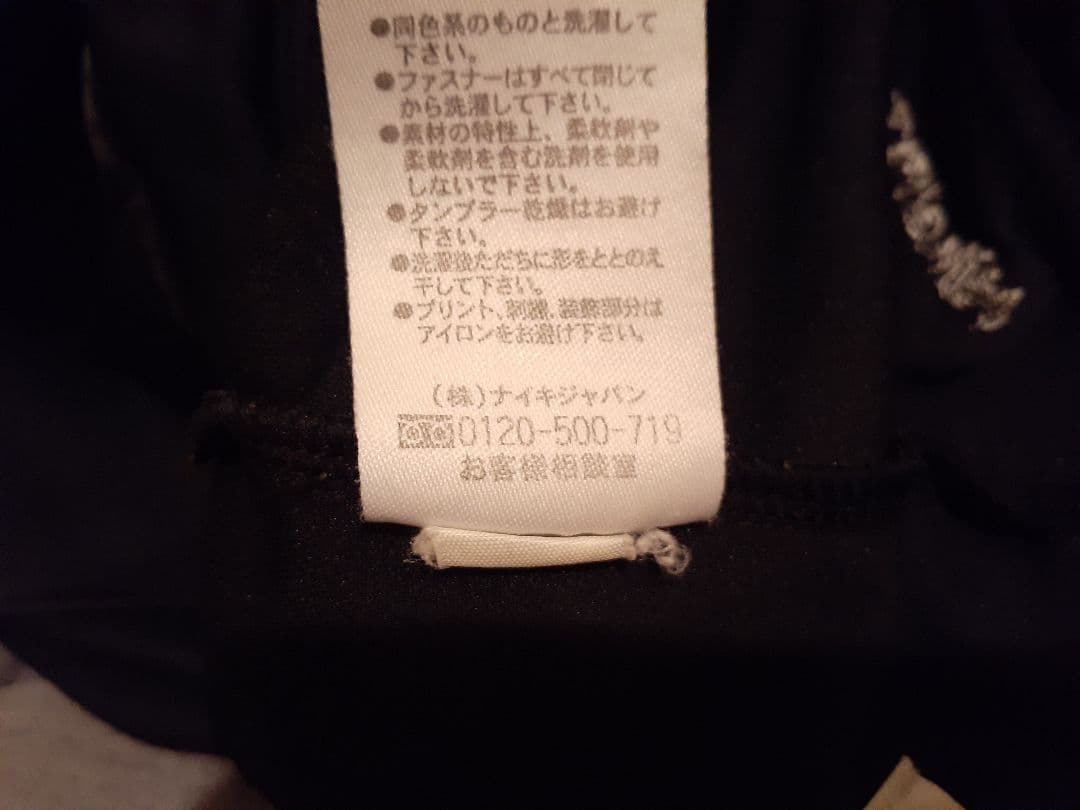 ●同色系のものと洗濯して
下さい。
●ファスナーはすべて閉じて
から洗濯して下さい。
●素材の特性上、柔軟剤や
柔軟剤を含む洗剤を使用
しないで下さい。
●タンブラー乾燥はお避け
下さい。
●洗濯後ただちに形をととのえ
干して下さい。
●プリント、刺繍、装飾部分は
アイロンをお避け下さい。
(株)ナイキジャパン
0120-500-719
お客様相談室